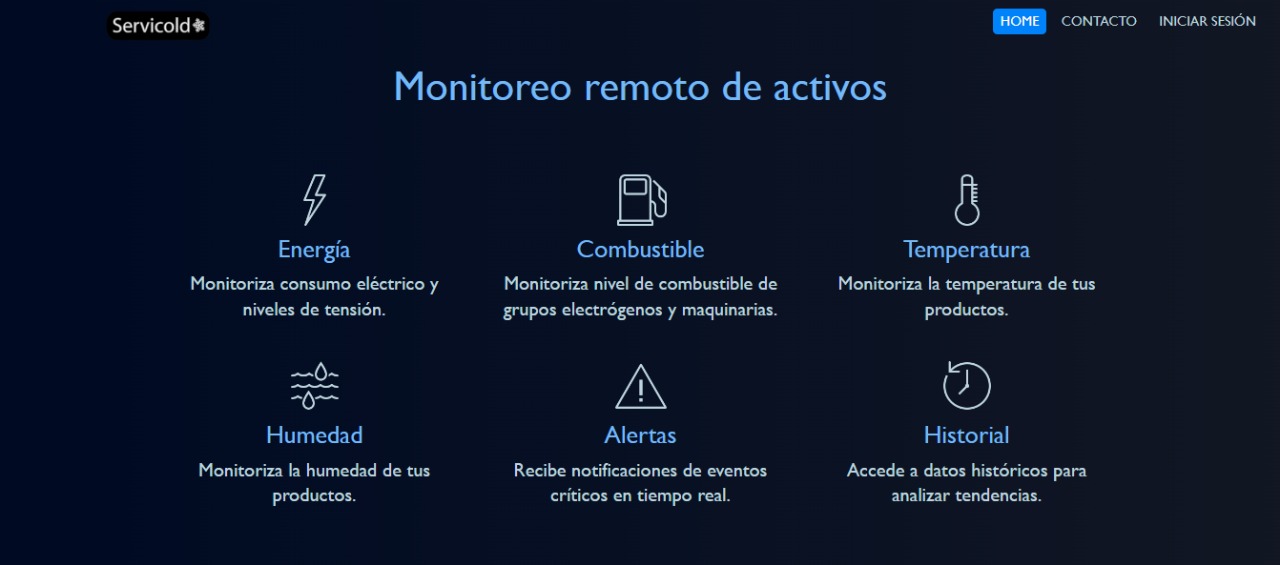 Servicold
HOME
CONTACTO
INICIAR SESIÓN
Monitoreo remoto de activos
Energía
Monitoriza consumo eléctrico y
niveles de tensión.
Combustible
Monitoriza nivel de combustible de
grupos electrógenos y maquinarias.
Temperatura
Monitoriza la temperatura de tus
productos.
Humedad
Monitoriza la humedad de tus
productos.
Alertas
Recibe notificaciones de eventos
críticos en tiempo real.
Historial
Accede a datos históricos para
analizar tendencias.